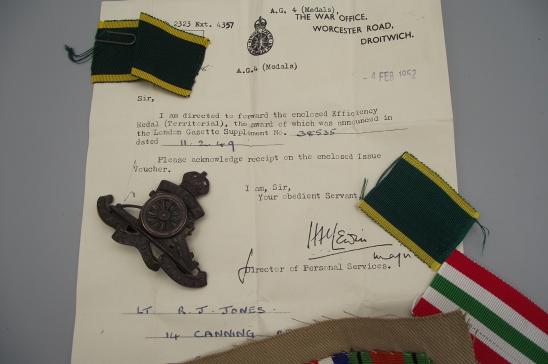 2323 Ext. 4357
A.G. 4 (Medals)
THE WAR OFFICE,
WORCESTER ROAD,
DROITWICH.
A.G.4 (Medals)
-4 FEB 1952
Sir,
I am directed to forward the enclosed Efficiency
Medal (Territorial), the award of which was announced in
the London Gazette Supplement No. 38535
dated 11.2.49
Please acknowledge receipt on the enclosed Issue
Voucher.
I am, Sir,
Your obedient Servant,
Director of Personal Services.
LT R. J. JONES.
14 CANNING